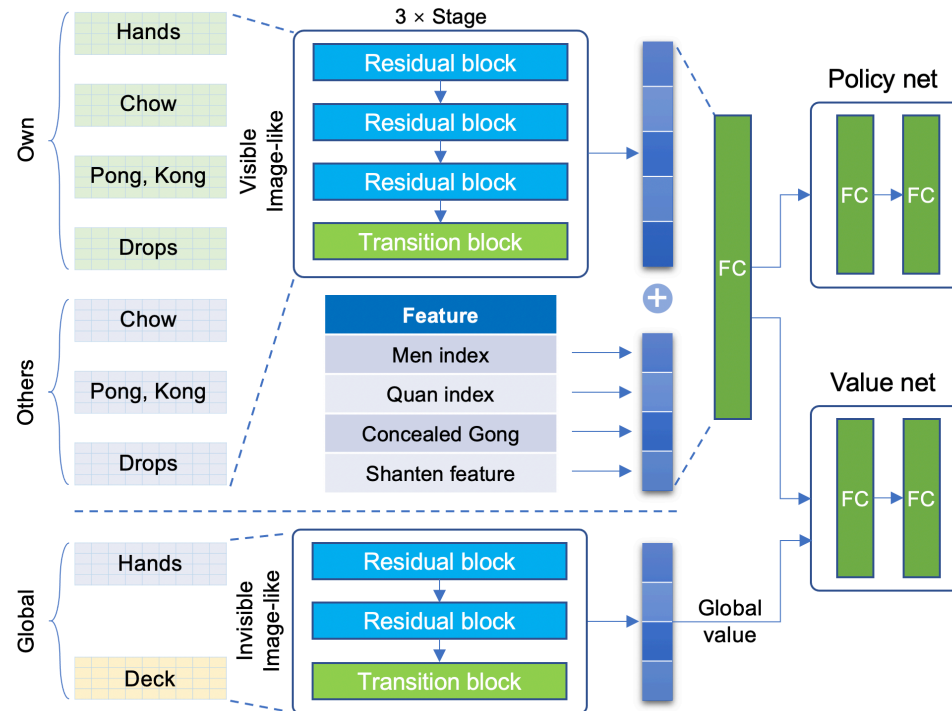 3 × Stage
Own
Hands
Chow
Pong, Kong
Drops
Others
Chow
Pong, Kong
Drops
Visible
Image-like
Residual block
Residual block
Residual block
Transition block
Feature
Men index
Quan index
Concealed Gong
Shanten feature
FC
Policy net
FC
FC
Value net
FC
FC
Global
Hands
Deck
Invisible
Image-like
Residual block
Residual block
Transition block
Global
value